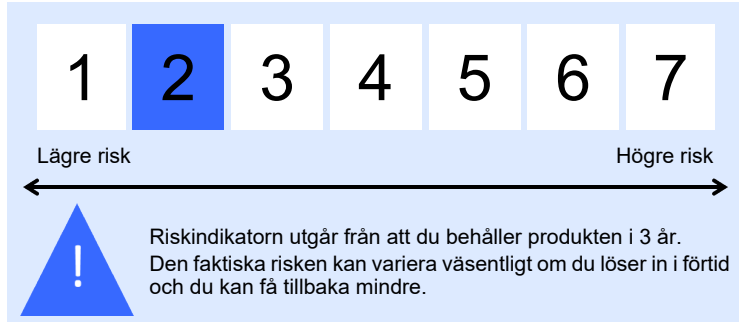 1 2 3 4 5 6 7
Lägre risk Högre risk
!
Riskindikatorn utgår från att du behåller produkten i 3 år.
Den faktiska risken kan variera väsentligt om du löser in i förtid
och du kan få tillbaka mindre.